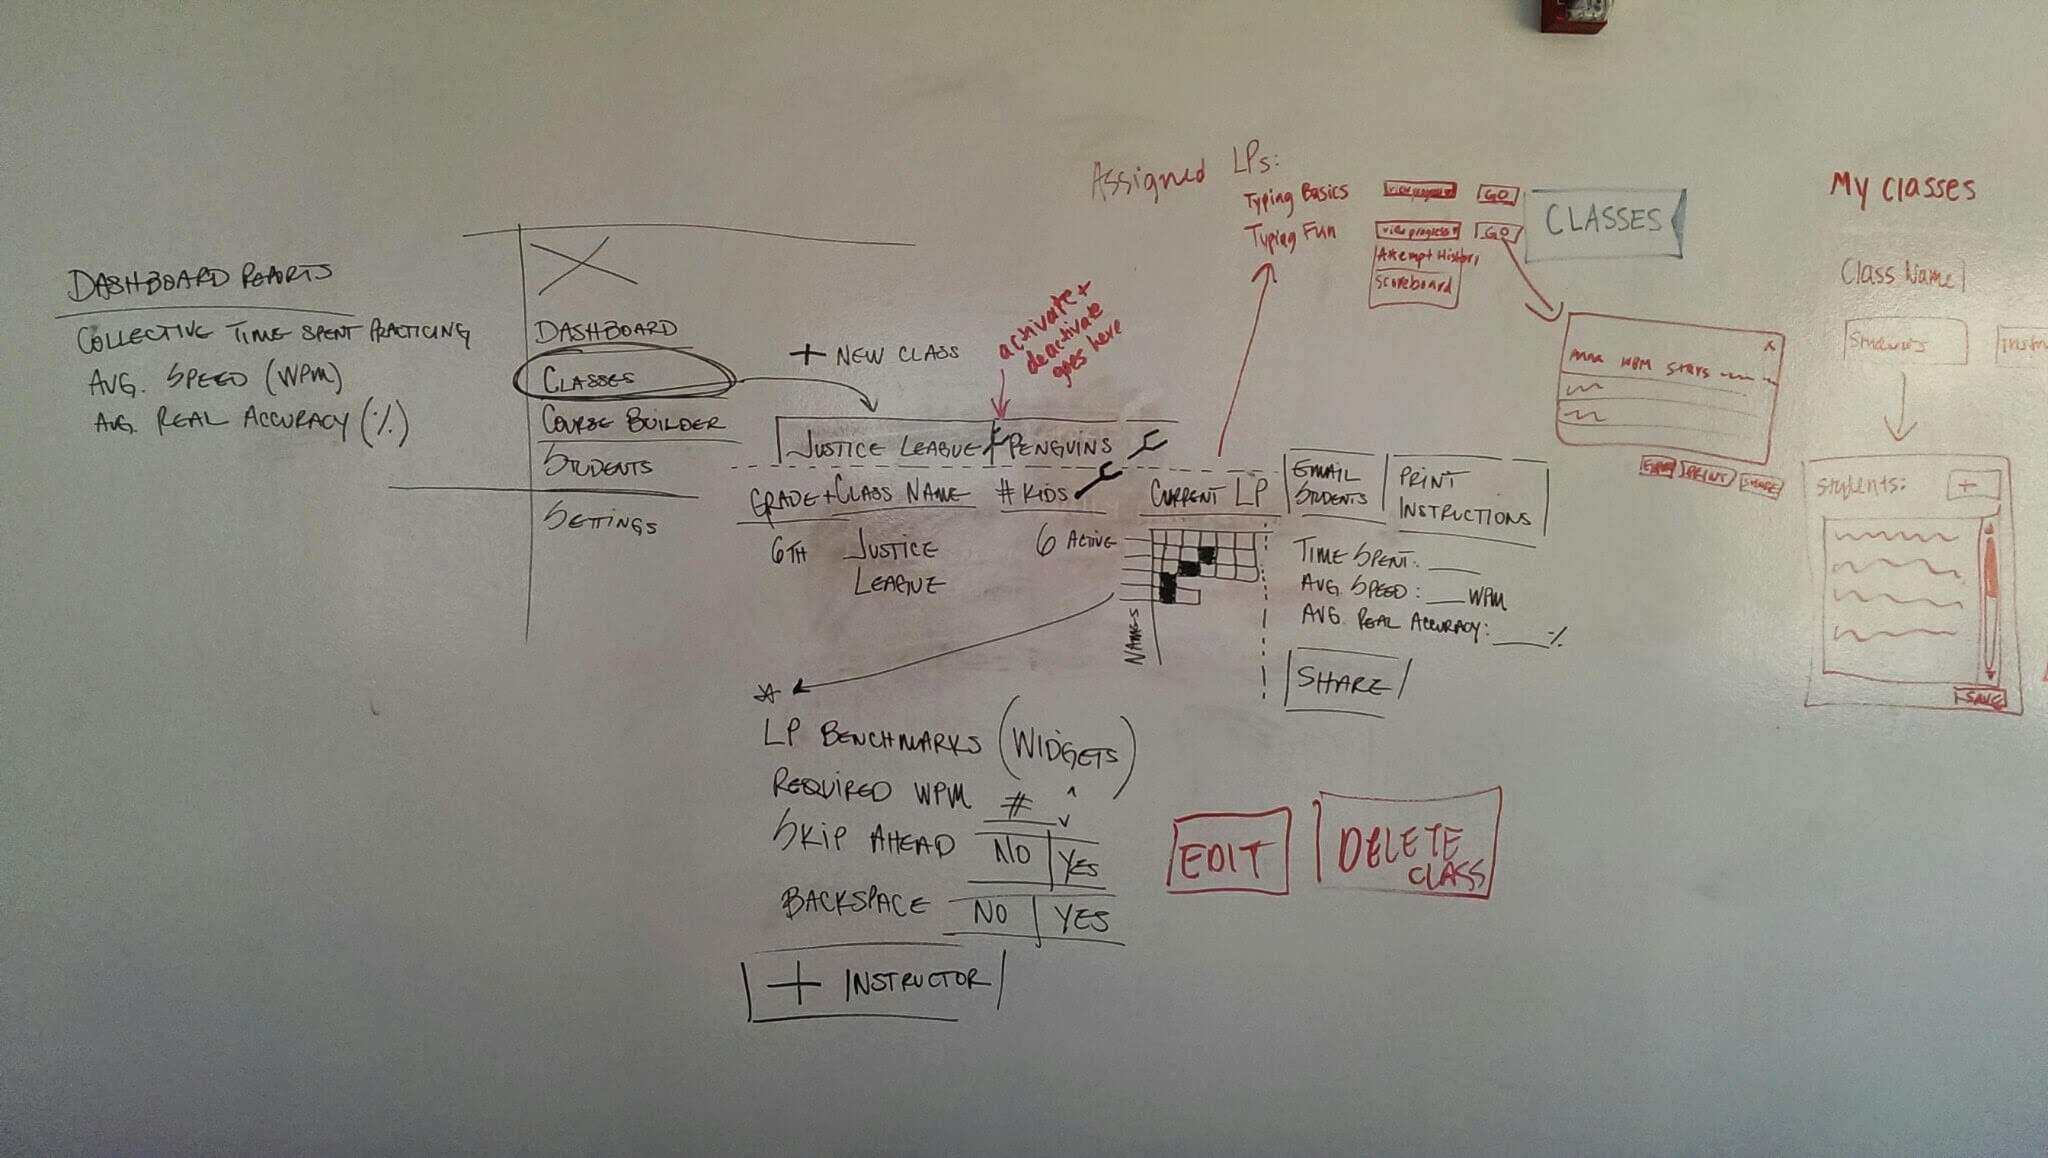 DASHBOARD REPORTS
COLLECTIVE TIME SPENT PRACTICING
AVG. SPEED (WPM)
AVG. REAL ACCURACY (%)
DASHBOARD
CLASSES
COURSE BUILDER
STUDENTS
SETTINGS
+ NEW CLASS
activate +
deactivate
goes here
JUSTICE LEAGUE PENGUINS
GRADE + CLASS NAME # KIDS CURRENT LP
6TH JUSTICE LEAGUE 6 ACTIVE
NAMES
EMAIL
STUDENTS
PRINT
INSTRUCTIONS
TIME SPENT: ___
AVG. SPEED: ___ WPM
AVG. REAL ACCURACY: ___ %
SHARE
LP BENCHMARKS (WIDGETS)
REQUIRED WPM #
SKIP AHEAD NO YES
BACKSPACE NO YES
+ INSTRUCTOR
EDIT
DELETE
CLASS
Assigned LPs:
Typing Basics view progress GO
Typing Fun view progress GO
Attempt History
Scoreboard
CLASSES
x
WPM stars
PRINT SHARE
My classes
Class Name
Students
Students: +
SAVE